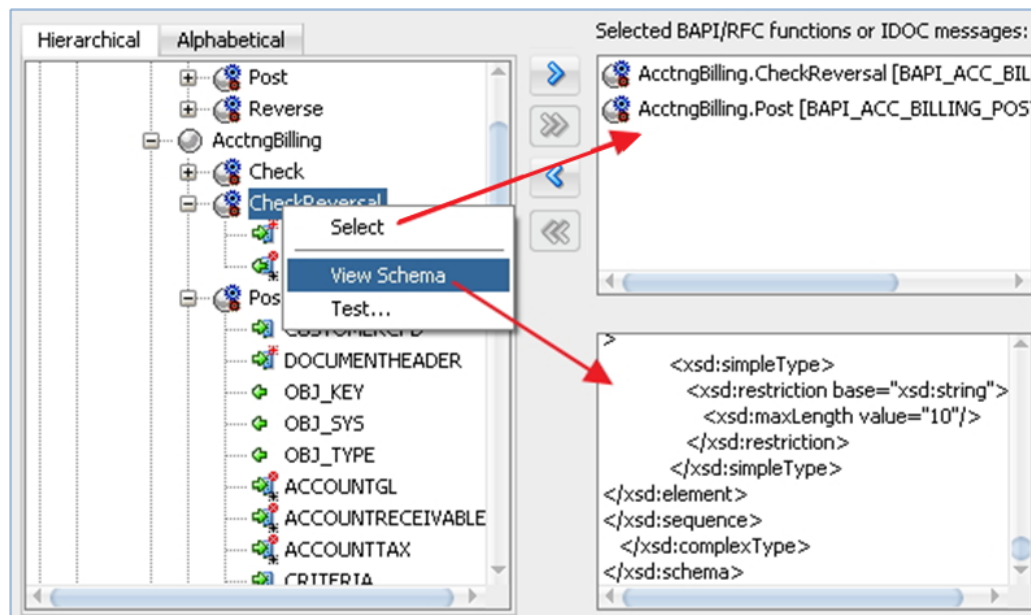 Hierarchical
Alphabetical
Post
Reverse
AcctngBilling
Check
CheckReversal
Select
View Schema
Test...
Pos
DOCUMENTHEADER
OBJ_KEY
OBJ_SYS
OBJ_TYPE
ACCOUNTGL
ACCOUNTRECEIVABLE
ACCOUNTTAX
CRITERIA
Selected BAPI/RFC functions or IDOC messages:
AcctngBilling.CheckReversal [BAPI_ACC_BIL
AcctngBilling.Post [BAPI_ACC_BILLING_POS
>
<xsd:simpleType>
<xsd:restriction base="xsd:string">
<xsd:maxLength value="10"/>
</xsd:restriction>
</xsd:simpleType>
</xsd:element>
</xsd:sequence>
</xsd:complexType>
</xsd:schema>